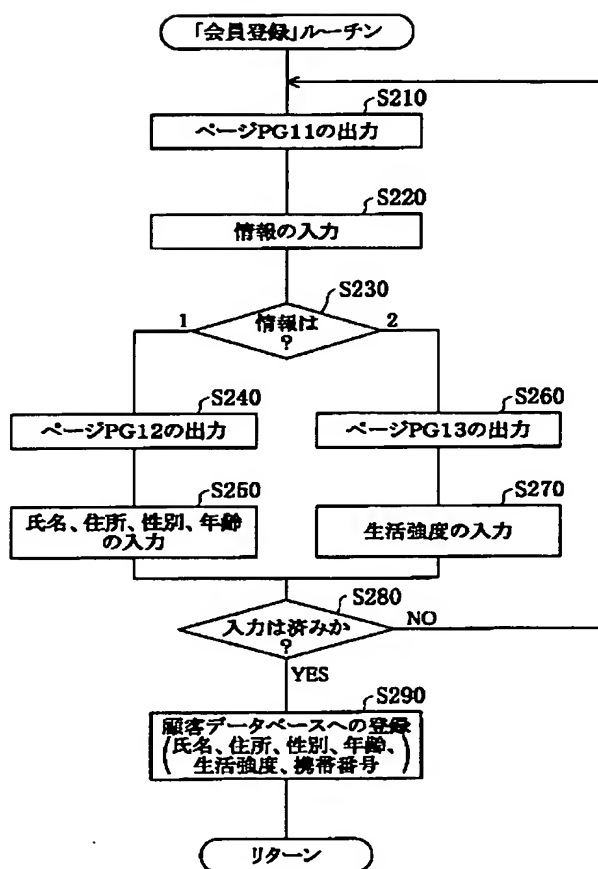 「会員登録」ルーチン
S210
ページPG11の出力
S220
情報の入力
S230
1
情報は
?
2
S240
ページPG12の出力
S260
ページPG13の出力
S250
氏名、住所、性別、年齢
の入力
S270
生活強度の入力
S280
入力は済みか
?
NO
YES
S290
顧客データベースへの登録
(氏名、住所、性別、年齢、
生活強度、携帯番号)
リターン